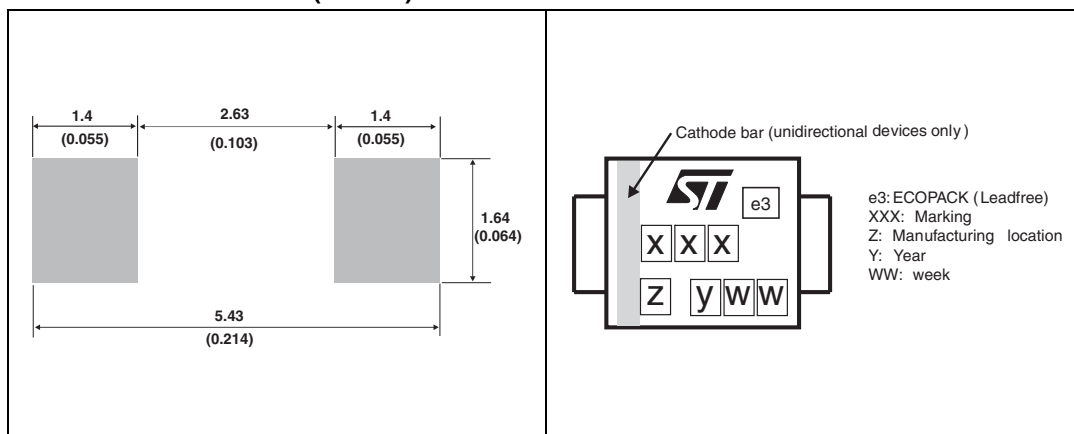 1.4
(0.055)
2.63
(0.103)
1.4
(0.055)
1.64
(0.064)
5.43
(0.214)
Cathode bar (unidirectional devices only)
ST
e3
x x x
z y w w
e3: ECOPACK (Leadfree)
XXX: Marking
Z: Manufacturing location
Y: Year
WW: week